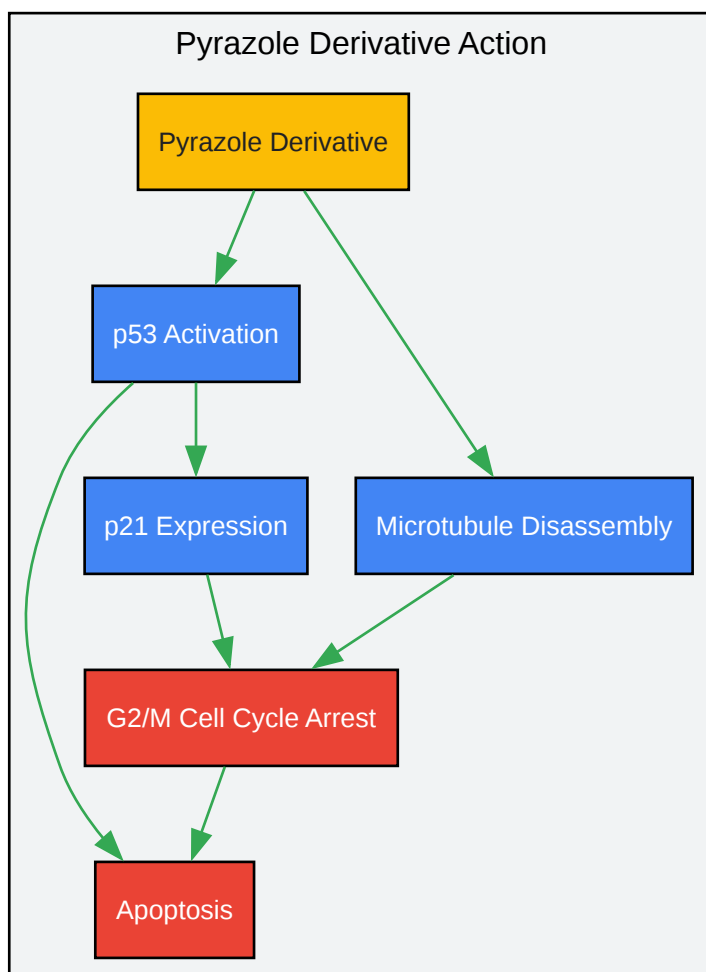 Pyrazole Derivative Action
Pyrazole Derivative
p53 Activation
p21 Expression
Microtubule Disassembly
G2/M Cell Cycle Arrest
Apoptosis